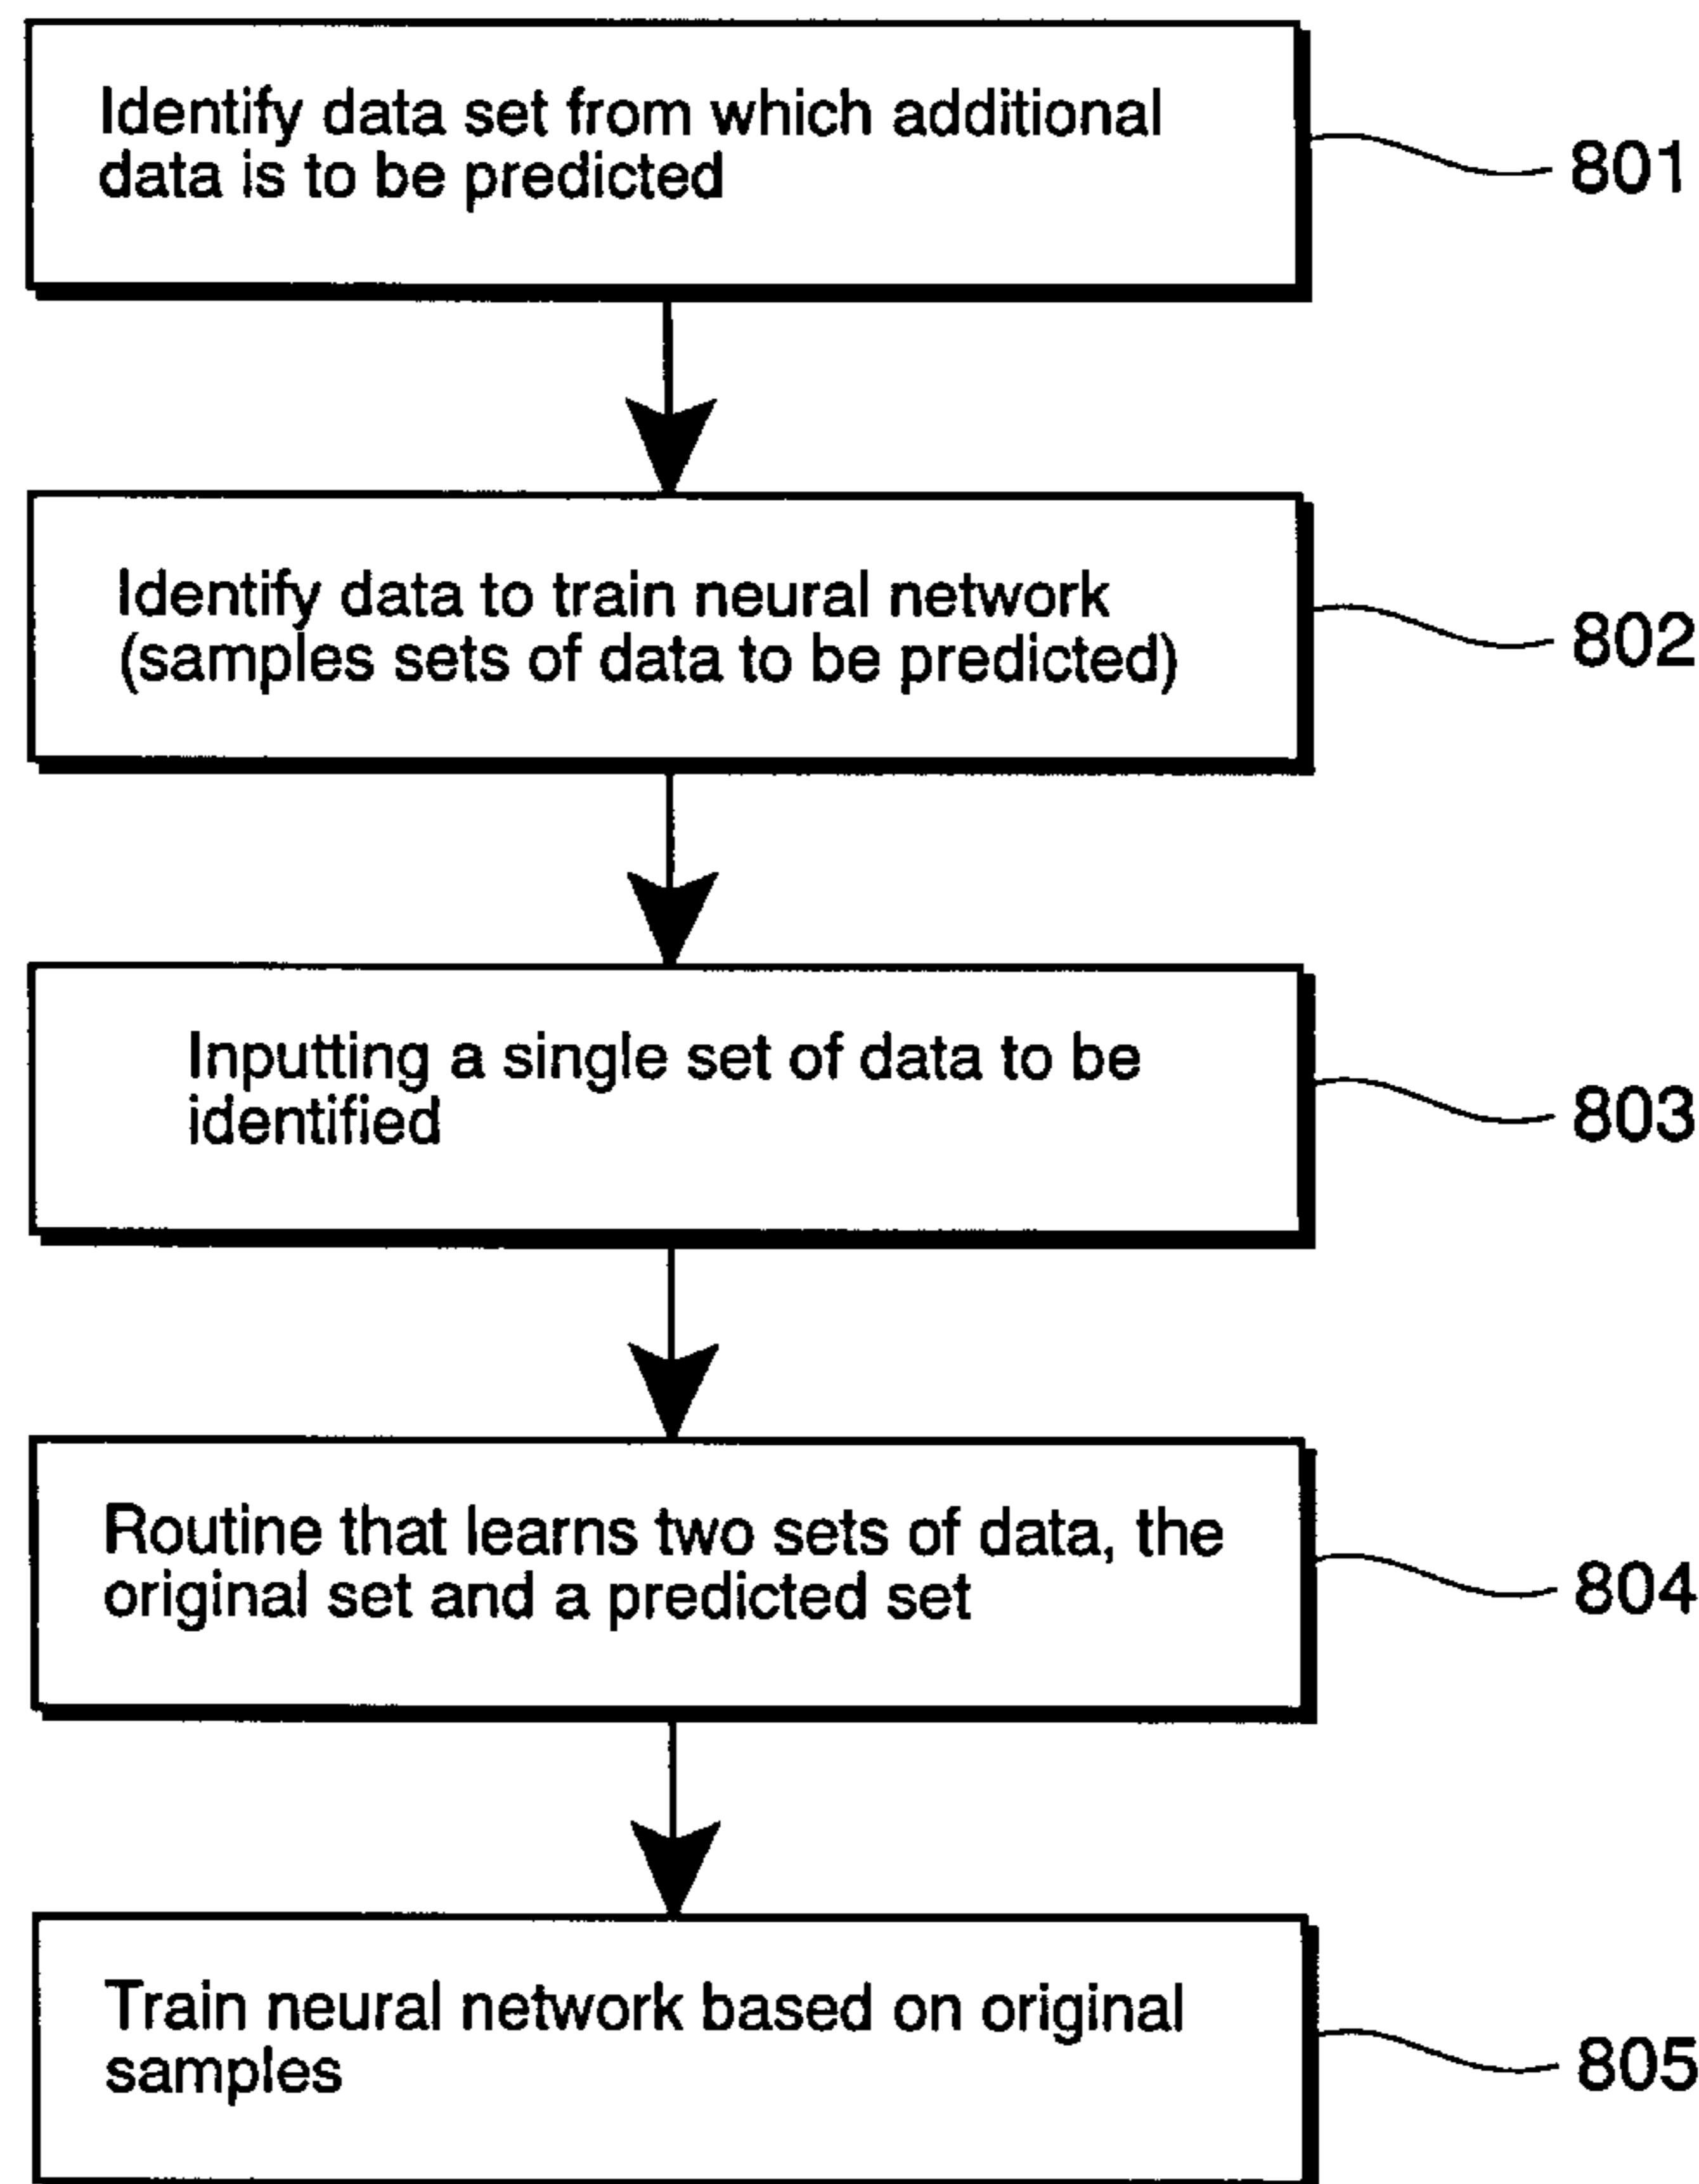 Identify data set from which additional
data is to be predicted
801
Identify data to train neural network
(samples sets of data to be predicted)
802
Inputting a single set of data to be
identified
803
Routine that learns two sets of data, the
original set and a predicted set
804
Train neural network based on original
samples
805